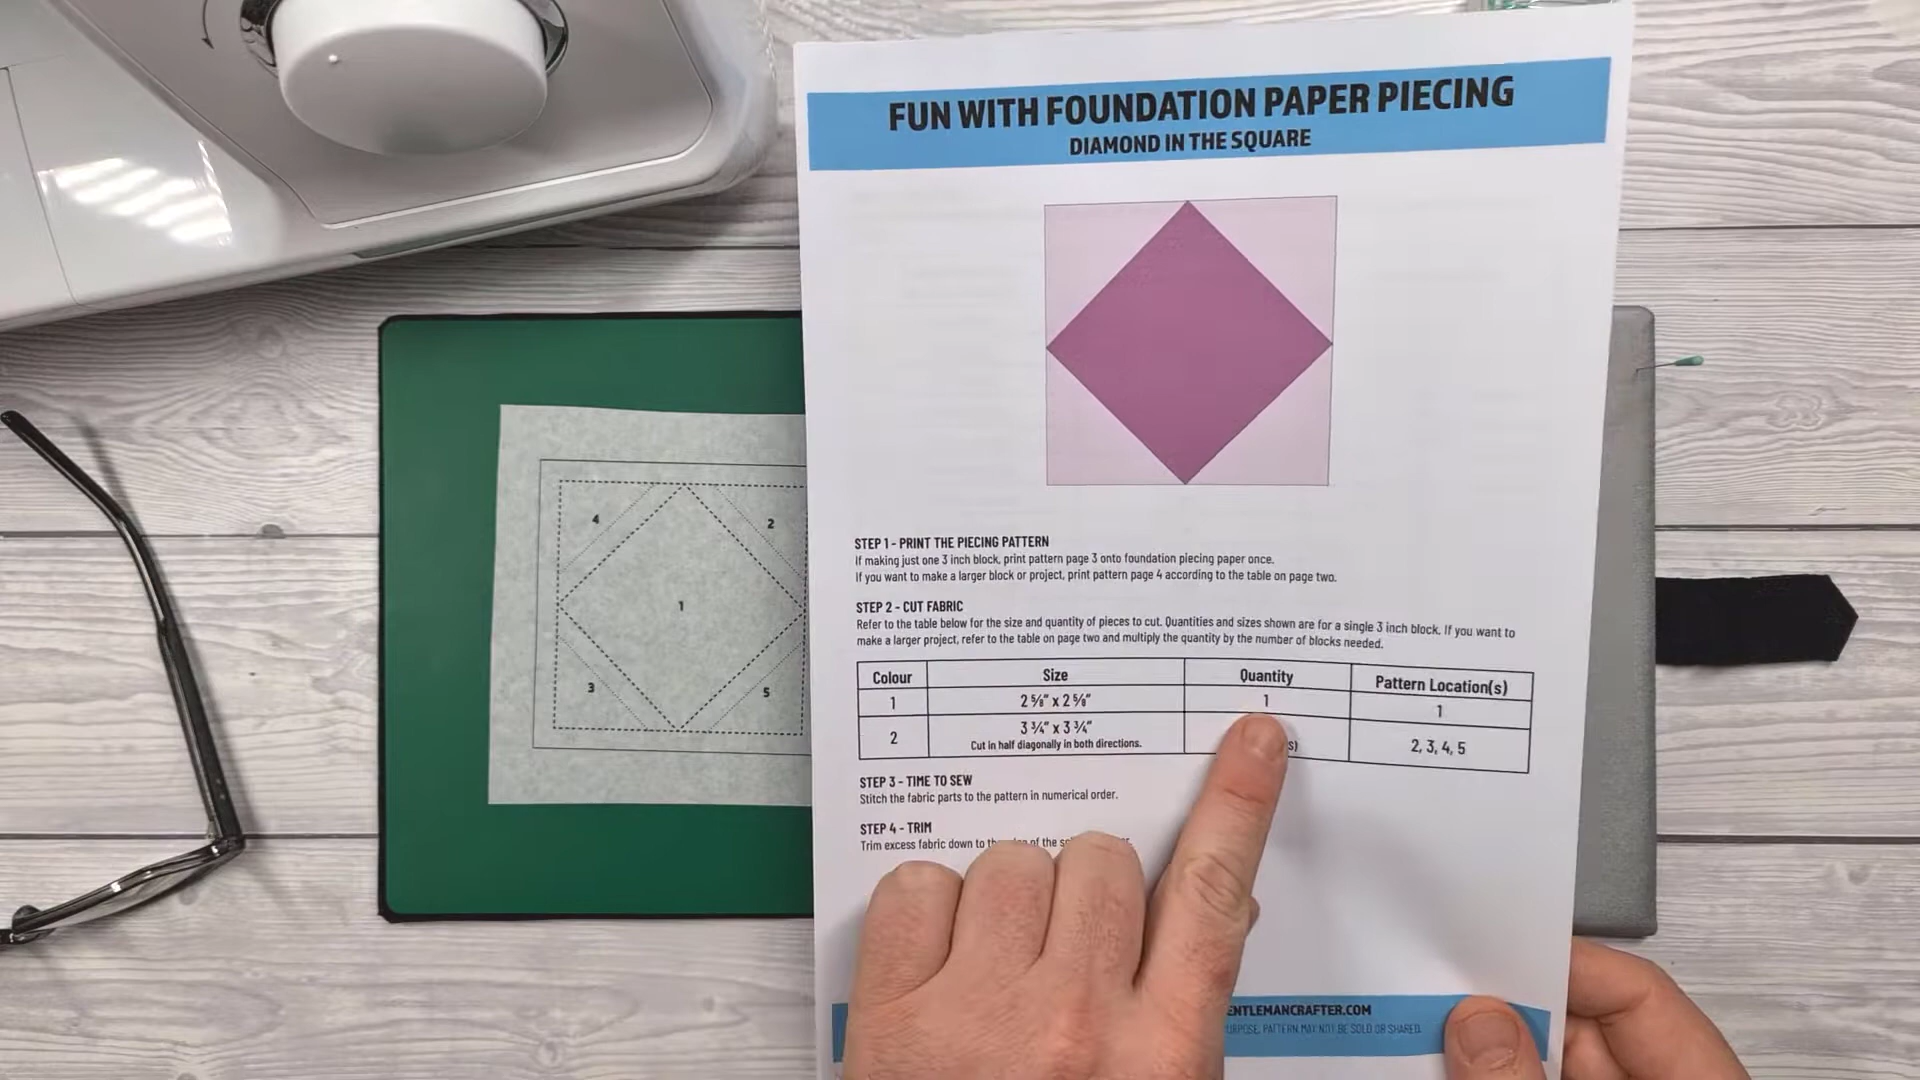 FUN WITH FOUNDATION PAPER PIECING
DIAMOND IN THE SQUARE
4
2
1
3
5
STEP 1 - PRINT THE PIECING PATTERN
If making just one 3 inch block, print pattern page 3 onto foundation piecing paper once.
If you want to make a larger block or project, print pattern page 4 according to the table on page two.
STEP 2 - CUT FABRIC
Refer to the table below for the size and quantity of pieces to cut. Quantities and sizes shown are for a single 3 inch block. If you want to
make a larger project, refer to the table on page two and multiply the quantity by the number of blocks needed.
Colour Size Quantity Pattern Location(s)
1 2 ⅝" x 2 ⅝" 1 1
2 3 ¾" x 3 ¾" 2, 3, 4, 5
Cut in half diagonally in both directions. s)
STEP 3 - TIME TO SEW
Stitch the fabric parts to the pattern in numerical order.
STEP 4 - TRIM
Trim excess fabric down to of the
ENTLEMANCRAFTER.COM
URPOSE. PATTERN MAY NOT BE SOLD OR SHARED.